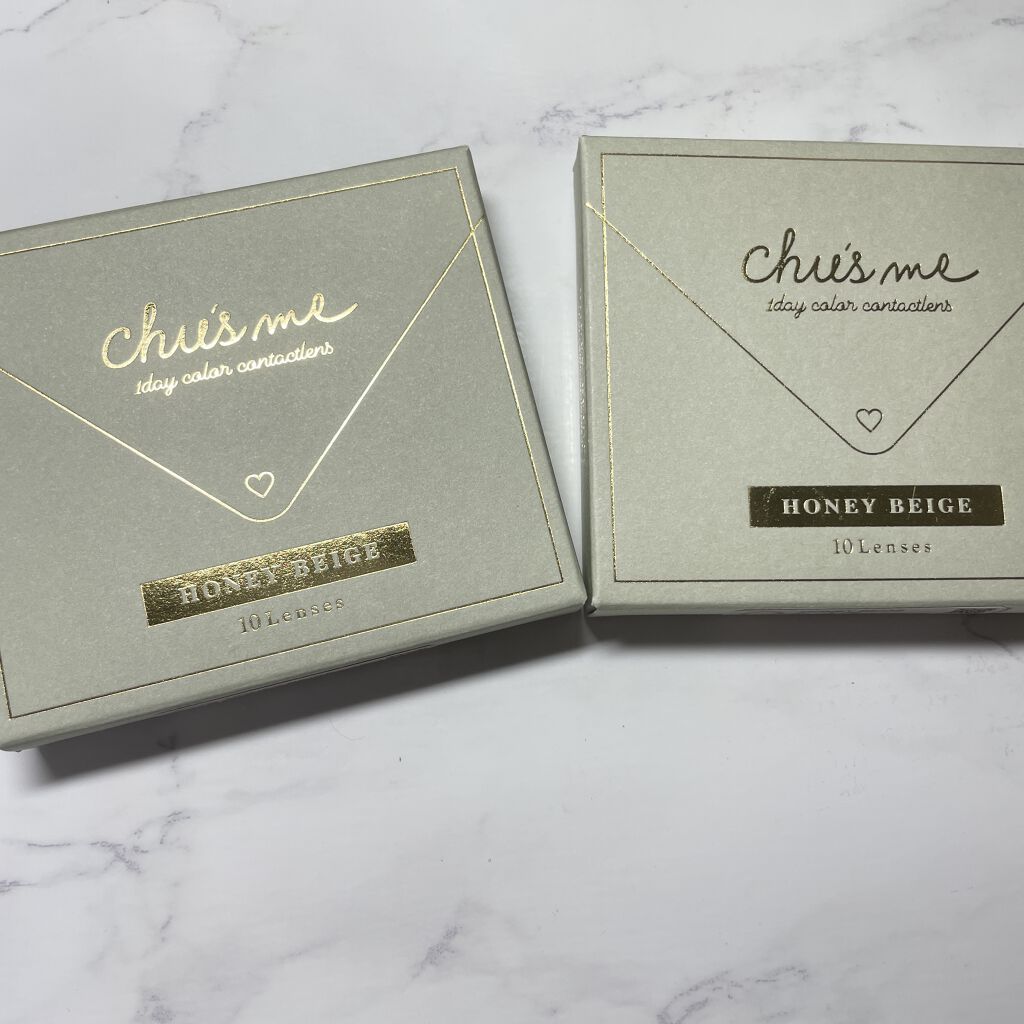 chu's me
1day color contactlens
HONEY BEIGE
10 Lenses
chu's me
1day color contactlens
HONEY BEIGE
10 Lenses